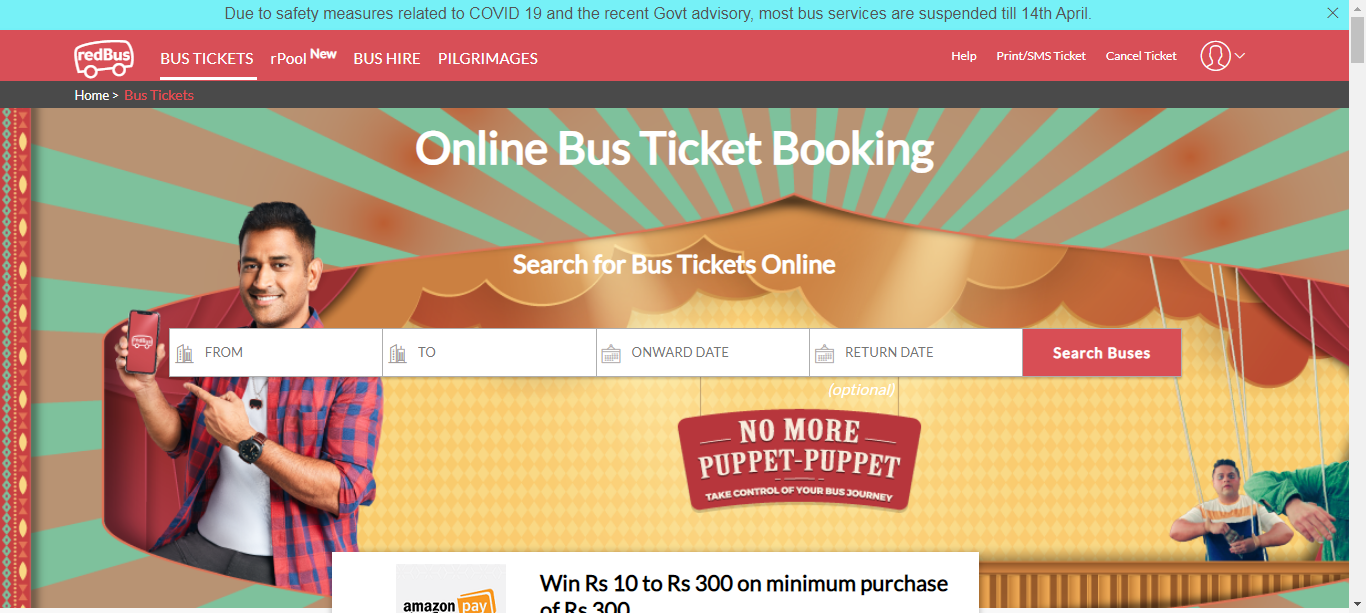 Due to safety measures related to COVID 19 and the recent Govt advisory, most bus services are suspended till 14th April.
redBus BUS TICKETS rPool New BUS HIRE PILGRIMAGES Help Print/SMS Ticket Cancel Ticket
Home > Bus Tickets
Online Bus Ticket Booking
Search for Bus Tickets Online
redBus
FROM TO ONWARD DATE RETURN DATE Search Buses
(optional)
NO MORE
PUPPET-PUPPET
TAKE CONTROL OF YOUR BUS JOURNEY
amazon pay
Win Rs 10 to Rs 300 on minimum purchase
of Rs 300